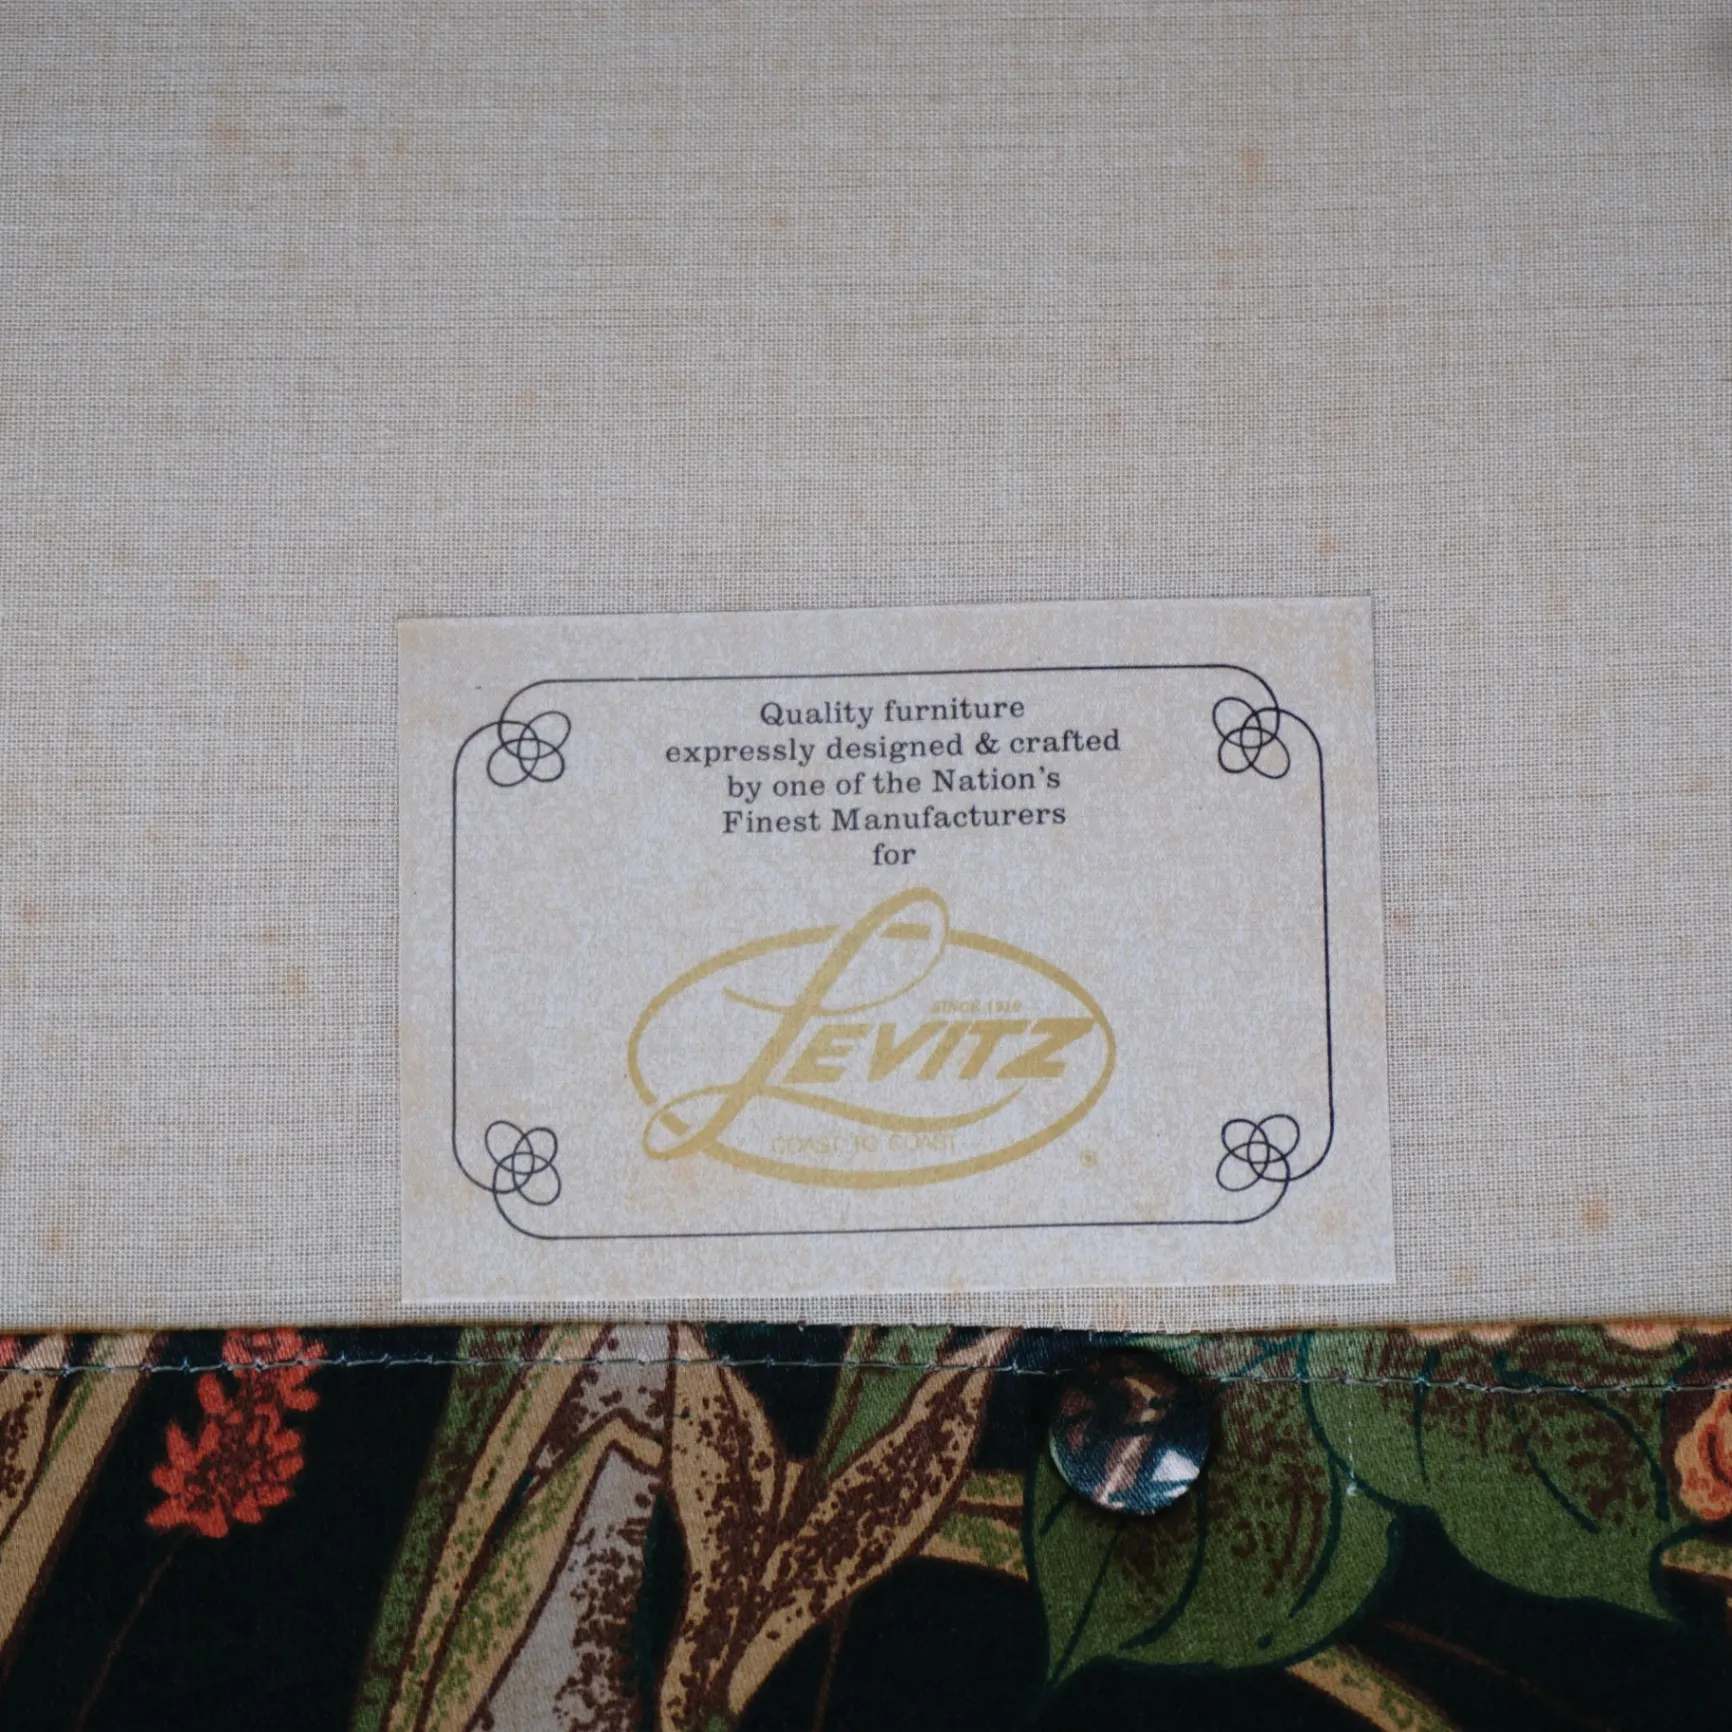 Quality furniture
expressly designed & crafted
by one of the Nation's
Finest Manufacturers
for
SINCE 1910
LEVITZ
COAST TO COAST
®